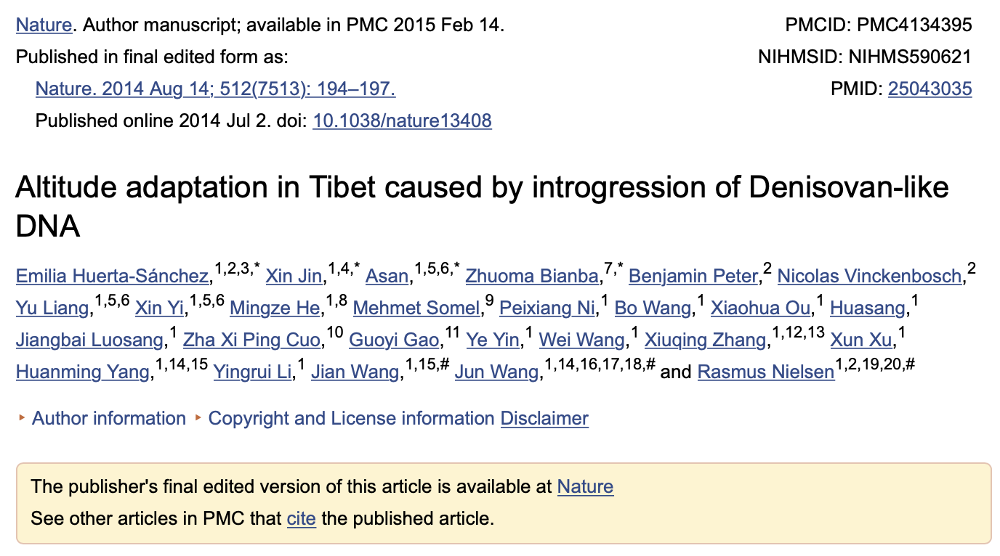 Nature. Author manuscript; available in PMC 2015 Feb 14.
PMCID: PMC4134395
Published in final edited form as:
NIHMSID: NIHMS590621
Nature. 2014 Aug 14; 512(7513): 194–197.
PMID: 25043035
Published online 2014 Jul 2. doi: 10.1038/nature13408
Altitude adaptation in Tibet caused by introgression of Denisovan-like
DNA
Emilia Huerta-Sánchez,1,2,3,* Xin Jin,1,4,* Asan,1,5,6,* Zhuoma Bianba,7,* Benjamin Peter,2 Nicolas Vinckenbosch,2
Yu Liang,1,5,6 Xin Yi,1,5,6 Mingze He,1,8 Mehmet Somel,9 Peixiang Ni,1 Bo Wang,1 Xiaohua Ou,1 Huasang,1
Jiangbai Luosang,1 Zha Xi Ping Cuo,10 Guoyi Gao,11 Ye Yin,1 Wei Wang,1 Xiuqing Zhang,1,12,13 Xun Xu,1
Huanming Yang,1,14,15 Yingrui Li,1 Jian Wang,1,15,# Jun Wang,1,14,16,17,18,# and Rasmus Nielsen1,2,19,20,#
Author information Copyright and License information Disclaimer
The publisher's final edited version of this article is available at Nature
See other articles in PMC that cite the published article.